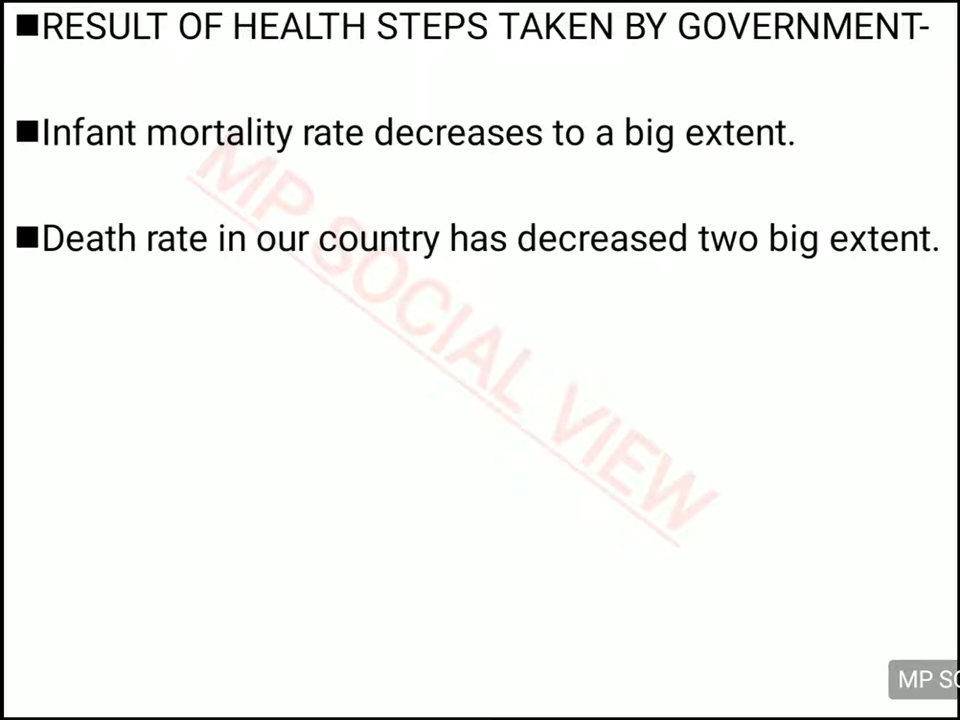 ■RESULT OF HEALTH STEPS TAKEN BY GOVERNMENT-
■Infant mortality rate decreases to a big extent.
■Death rate in our country has decreased two big extent.
MP SOCIAL VIEW
MP SO